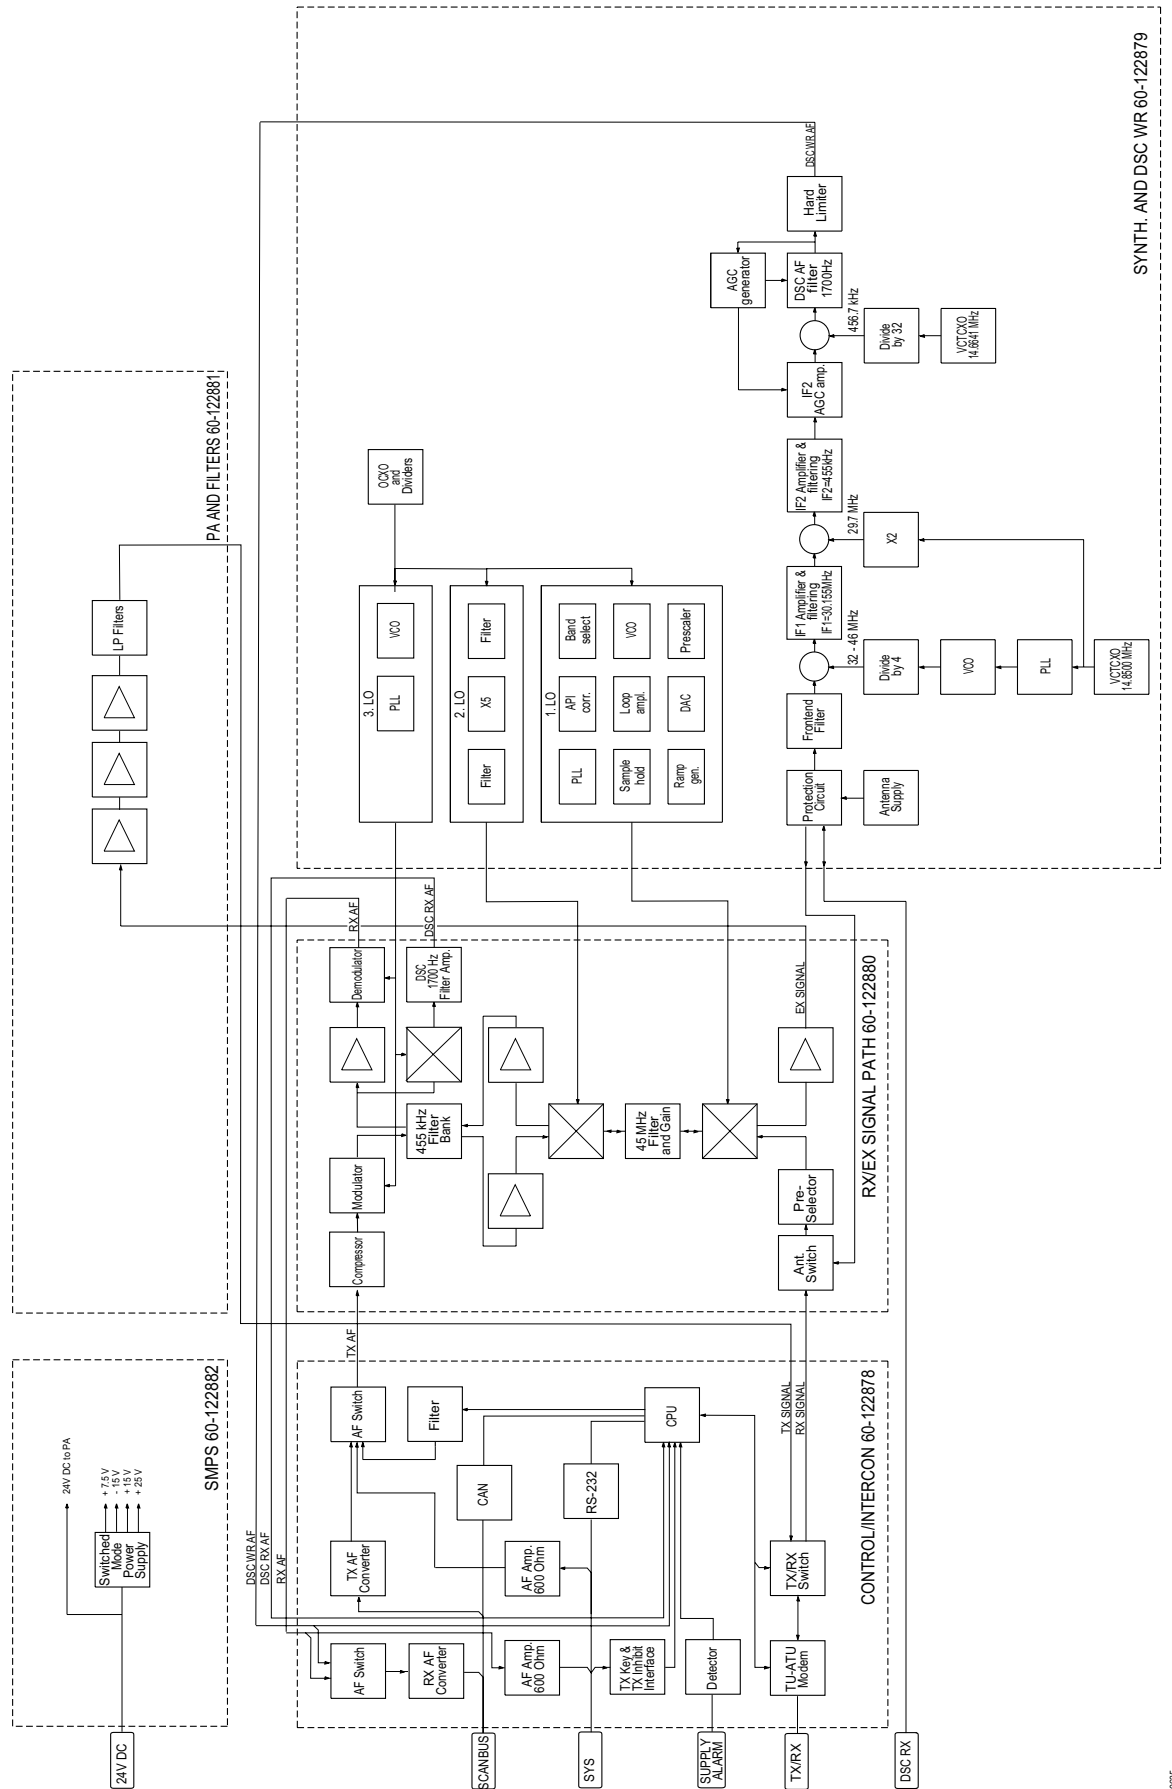 24V DC
SCANBUS
SYS
SUPPLY
ALARM
TX/RX
DSC RX
SMPS 60-122882
Switched
Mode
Power
Supply
24V DC to PA
+ 7.5 V
- 15 V
+ 15 V
+ 25 V
PA AND FILTERS 60-122881
LP Filters
CONTROL/INTERCON 60-122878
DSC WR AF
DSC RX AF
RX AF
AF Switch
RX AF
Converter
AF Amp.
600 Ohm
TX Key &
TX Inhibit
Interface
Detector
TU-ATU
Modem
TX AF
Converter
AF Amp.
600 Ohm
TX/RX
Switch
CAN
RS-232
AF Switch
Filter
CPU
TX AF
TX SIGNAL
RX SIGNAL
RX/EX SIGNAL PATH 60-122880
Compressor
Modulator
455 kHz
Filter
Bank
Demodulator
DSC
1700 Hz
Filter Amp.
RX AF
DSC RX AF
45 MHz
Filter
and Gain
Ant.
Switch
Pre-
Selector
EX SIGNAL
SYNTH. AND DSC WR 60-122879
3. LO
PLL
VCO
OCXO
and
Dividers
2. LO
Filter
X5
Filter
1. LO
PLL
API
corr.
Band
select
Sample
hold
Loop
ampl.
VCO
Ramp
gen.
DAC
Prescaler
Protection
Circuit
Antenna
Supply
Frontend
Filter
32 - 46 MHz
Divide
by 4
VCO
PLL
VCTCXO
14.8500 MHz
IF1 Amplifier &
filtering
IF1=30.155MHz
29.7 MHz
X2
IF2 Amplifier &
filtering
IF2=455kHz
IF2
AGC amp.
456.7 kHz
Divide
by 32
VCTCXO
14.6641 MHz
AGC
generator
DSC AF
filter
1700Hz
Hard
Limiter
DSC WR AF